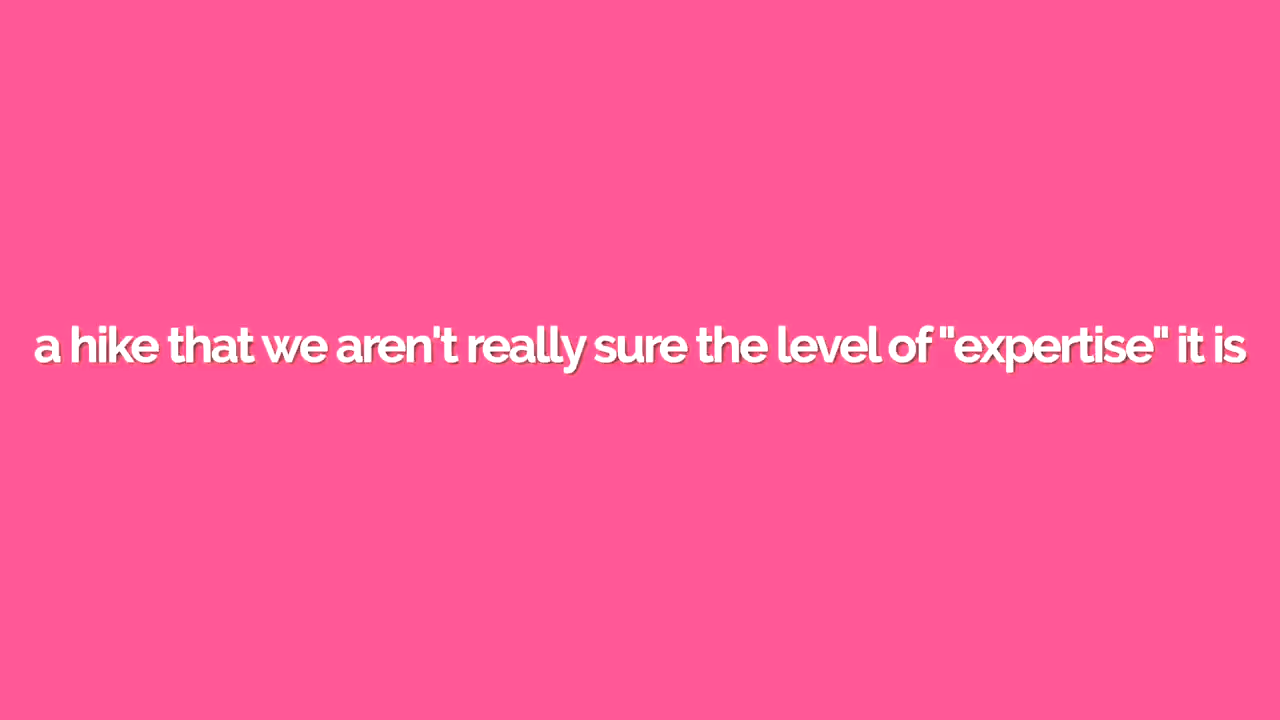 a hike that we aren't really sure the level of "expertise" it is